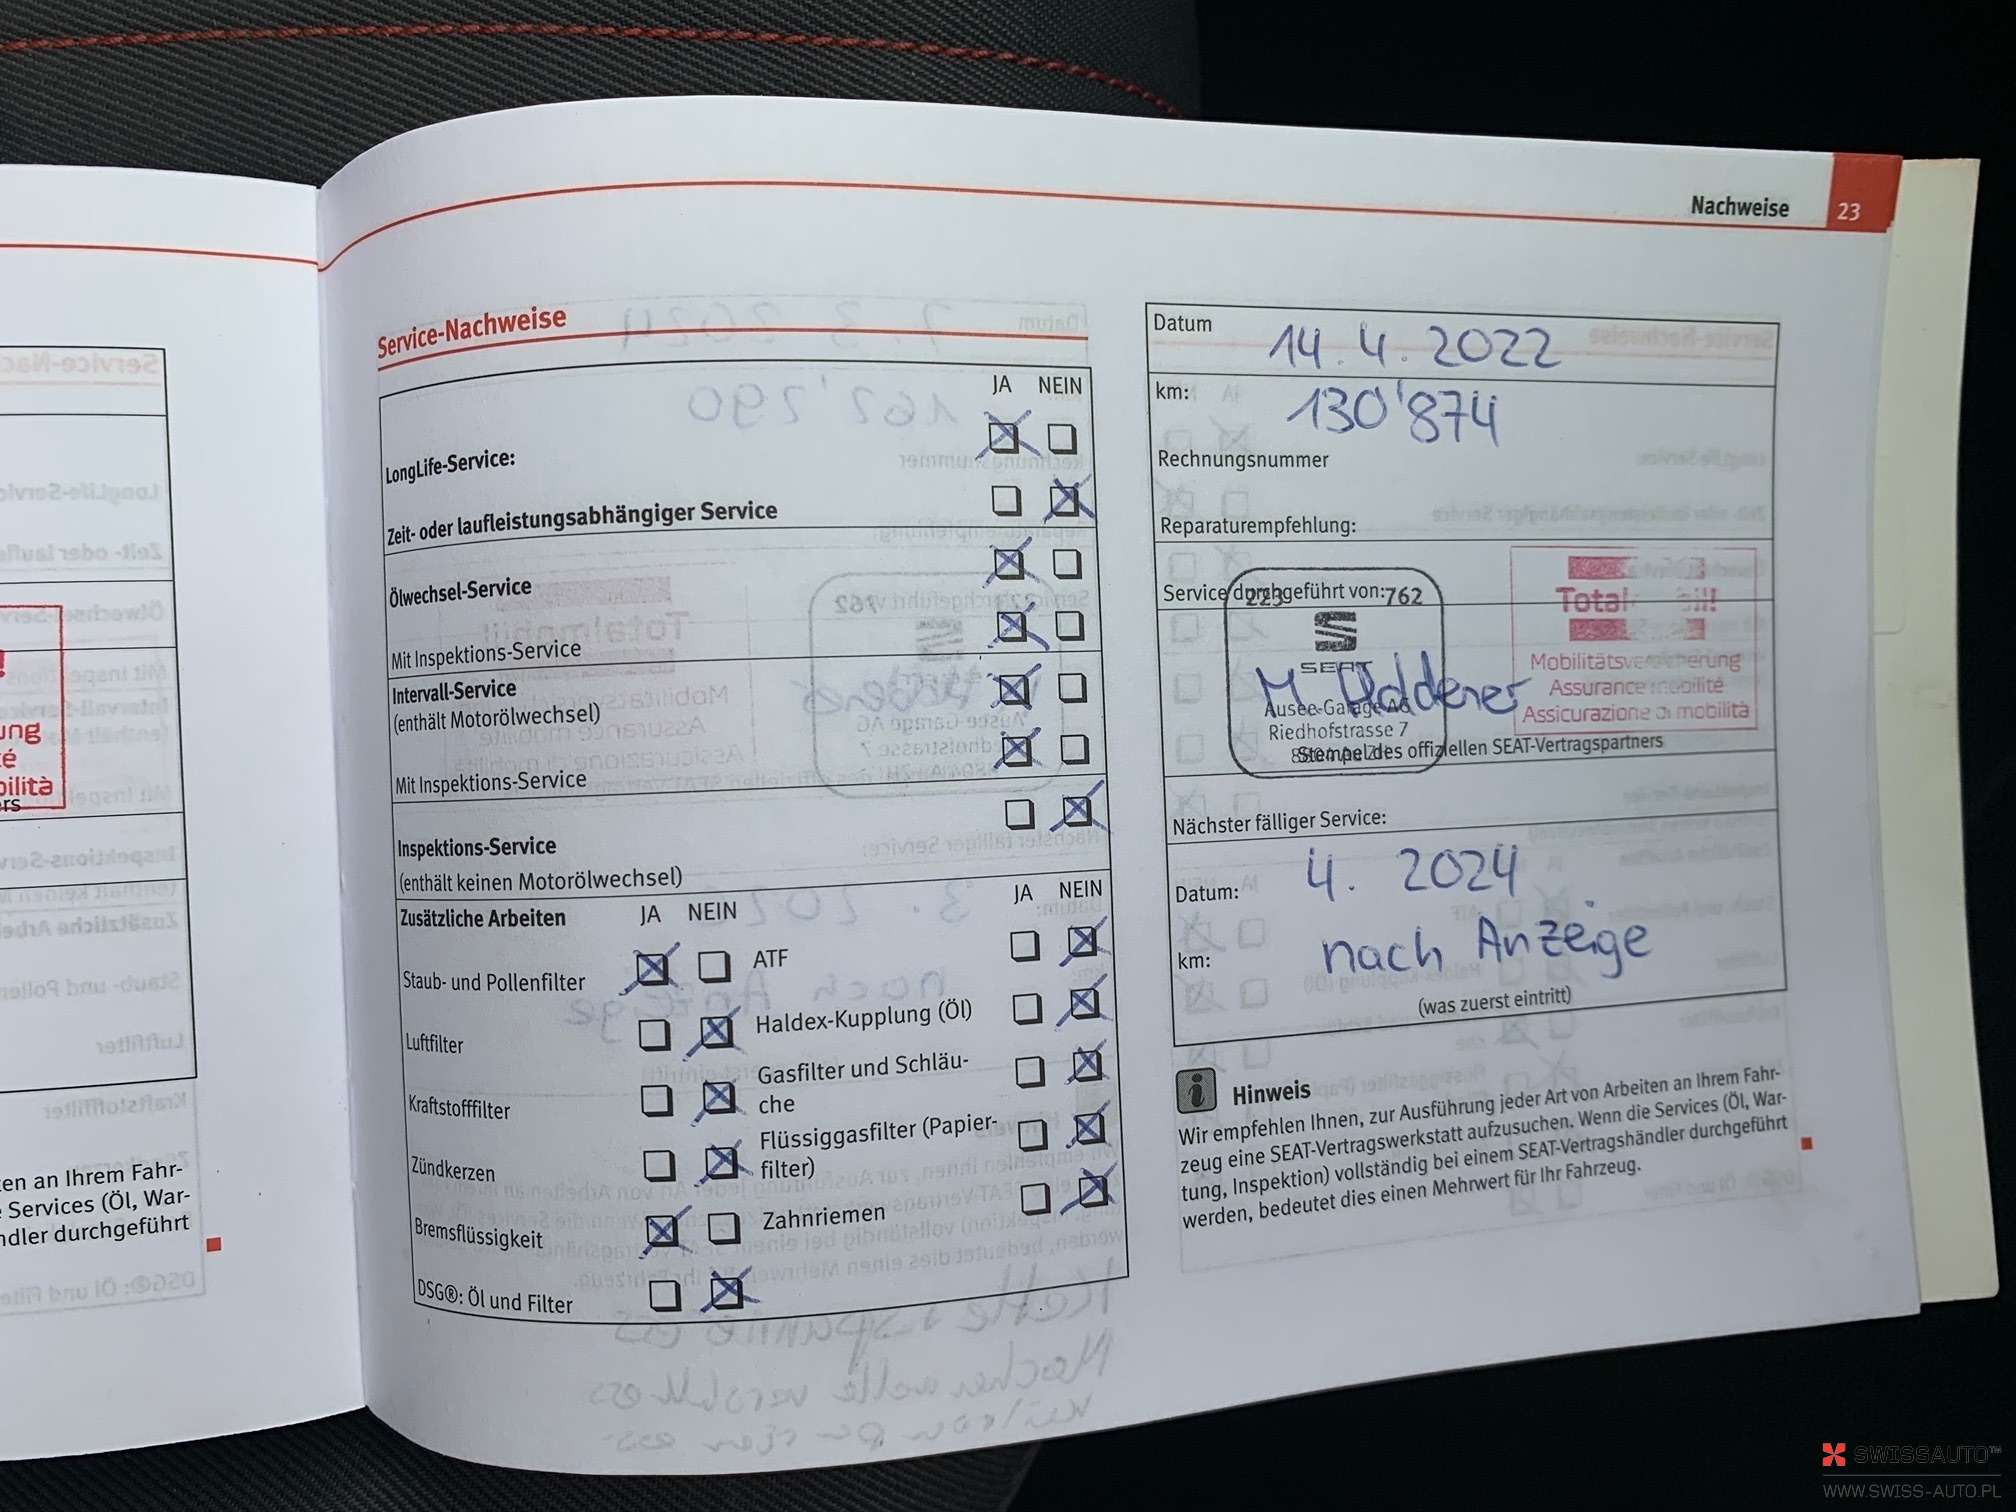 Nachweise 23
Service-Nachweise
JA NEIN
LongLife-Service:
Zeit- oder laufleistungsabhängiger Service
Ölwechsel-Service
Mit Inspektions-Service
Intervall-Service
(enthält Motorölwechsel)
Mit Inspektions-Service
Inspektions-Service
(enthält keinen Motorölwechsel)
JA NEIN
Zusätzliche Arbeiten JA NEIN
Staub- und Pollenfilter
ATF
Luftfilter
Haldex-Kupplung (Öl)
Kraftstofffilter
Gasfilter und Schläu-
che
Zündkerzen
Flüssiggasfilter (Papier-
filter)
Bremsflüssigkeit
Zahnriemen
DSG®: Öl und Filter
Datum 14.4.2022
km: 130'874
Rechnungsnummer
Reparaturempfehlung:
Service durchgeführt von:
223 762
SEAT
Ausee-Garage AG
Riedhofstrasse 7
Stempel des offiziellen SEAT-Vertragspartners
Mobilitätsversicherung
Assurance mobilité
Assicurazione di mobilità
Nächster fälliger Service:
Datum: 4. 2024
km: nach Anzeige
(was zuerst eintritt)
Hinweis
Wir empfehlen Ihnen, zur Ausführung jeder Art von Arbeiten an Ihrem Fahr-
zeug eine SEAT-Vertragswerkstatt aufzusuchen. Wenn die Services (Öl, War-
tung, Inspektion) vollständig bei einem SEAT-Vertragshändler durchgeführt
werden, bedeutet dies einen Mehrwert für Ihr Fahrzeug.
en an Ihrem Fahr-
Services (Öl, War-
ndler durchgeführt
SWISSAUTO™
WWW.SWISS-AUTO.PL